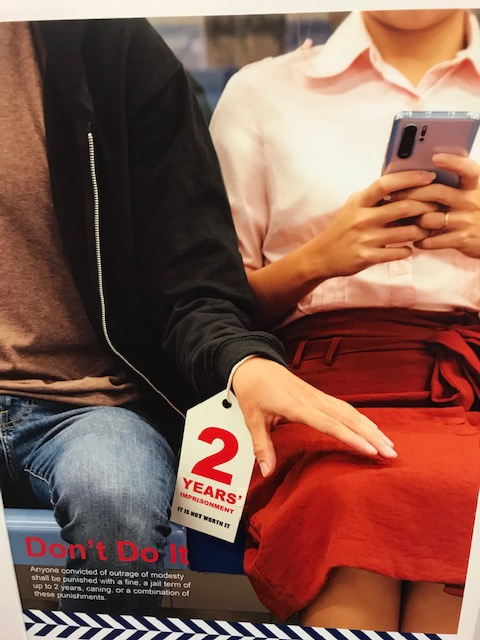 2
YEARS'
IMPRISONMENT
IT IS NOT WORTH IT
Don't Do It
Anyone convicted of outrage of modesty
shall be punished with a fine, a jail term of
up to 2 years, caning, or a combination of
these punishments.